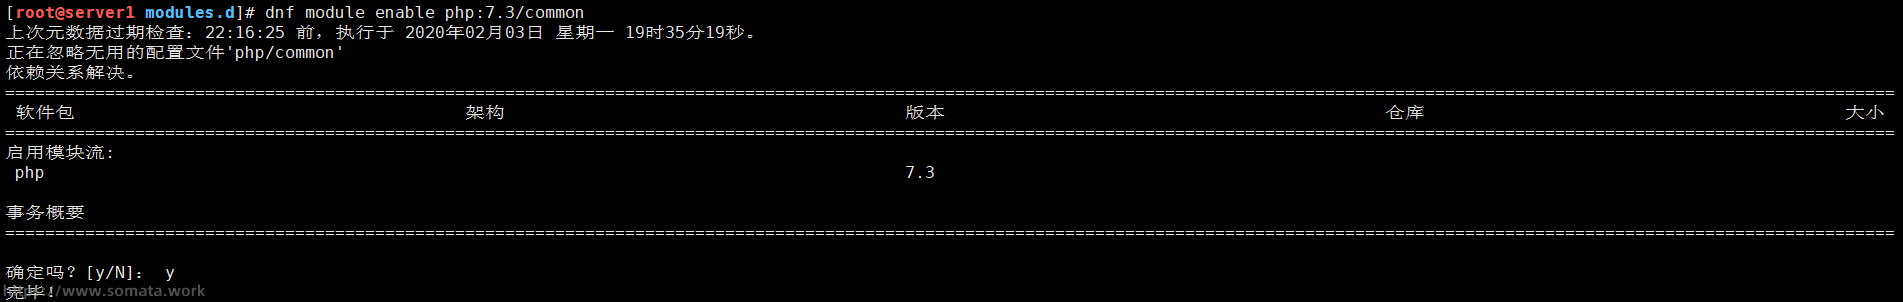 [root@server1 modules.d]# dnf module enable php:7.3/common
上次元数据过期检查：22:16:25 前，执行于 2020年02月03日 星期一 19时35分19秒。
正在忽略无用的配置文件'php/common'
依赖关系解决。
================================================================================
软件包 架构 版本 仓库 大小
================================================================================
启用模块流:
php 7.3
事务概要
================================================================================
确定吗？[y/N]： y
完毕！
https://www.somata.work